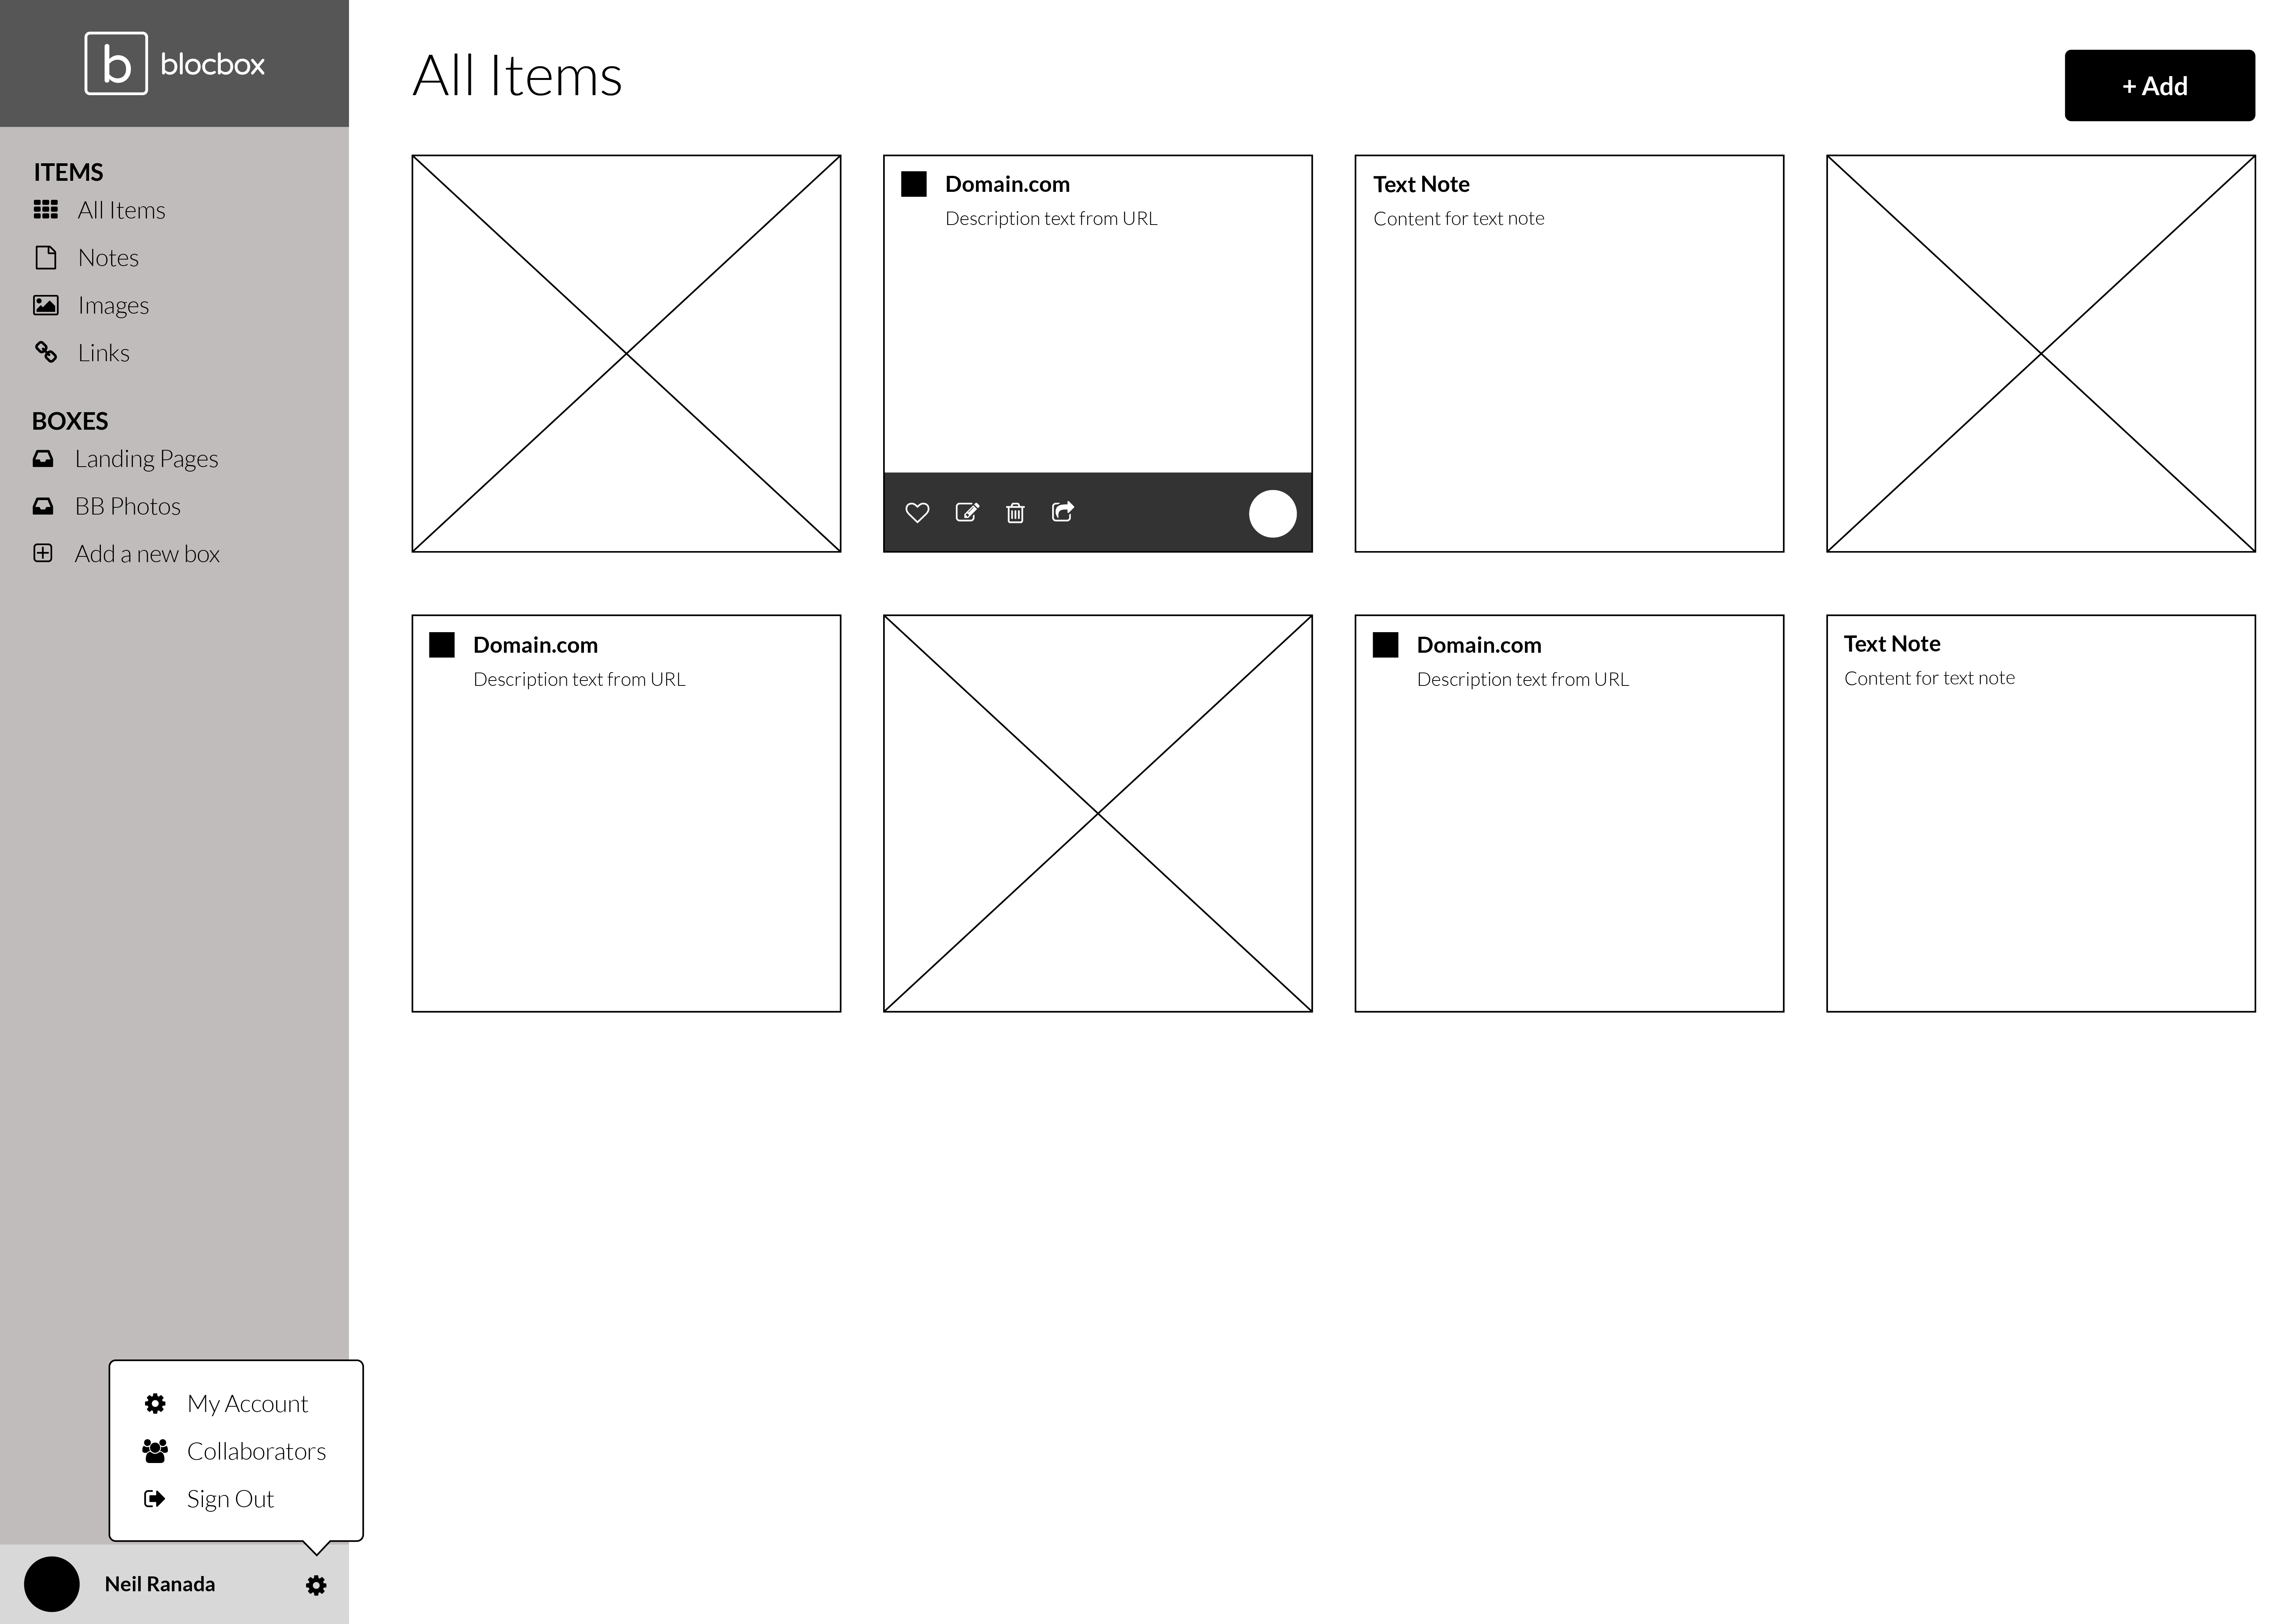 b blocbox
ITEMS
All Items
Notes
Images
Links
BOXES
Landing Pages
BB Photos
Add a new box
My Account
Collaborators
Sign Out
Neil Ranada
All Items
+ Add
Domain.com
Description text from URL
Text Note
Content for text note
Domain.com
Description text from URL
Domain.com
Description text from URL
Text Note
Content for text note